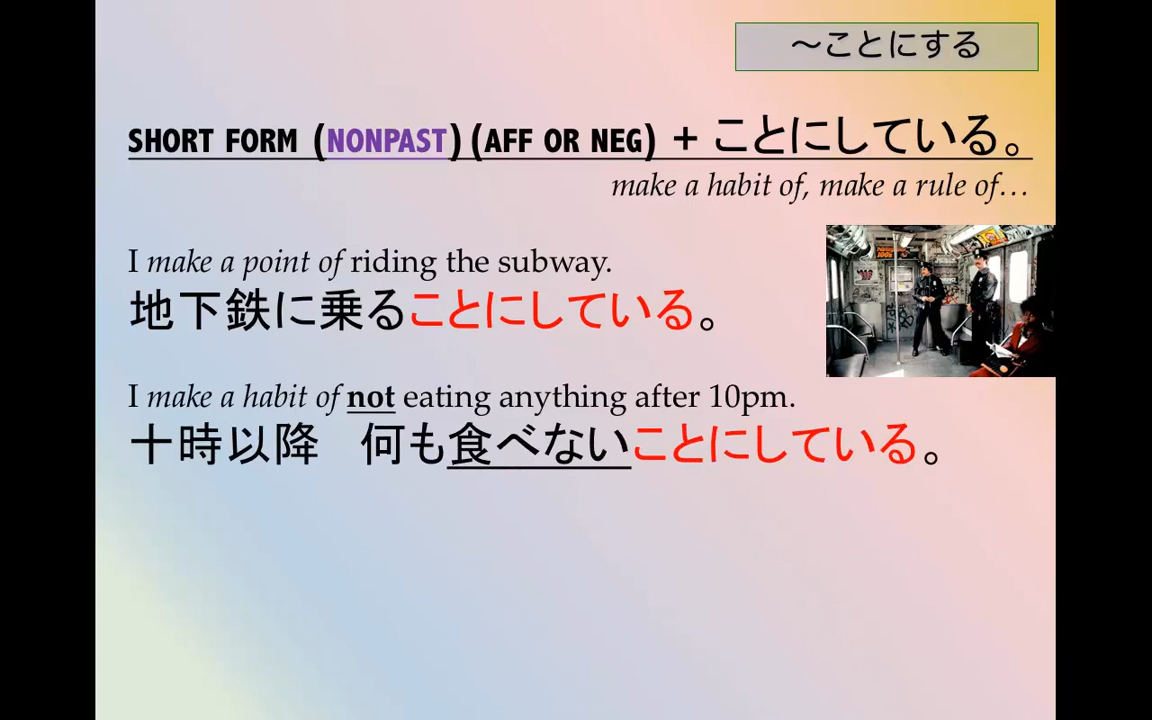 ～ことにする
SHORT FORM (NONPAST) (AFF OR NEG) + ことにしている。
make a habit of, make a rule of…
I make a point of riding the subway.
地下鉄に乗ることにしている。
I make a habit of not eating anything after 10pm.
十時以降　何も食べないことにしている。